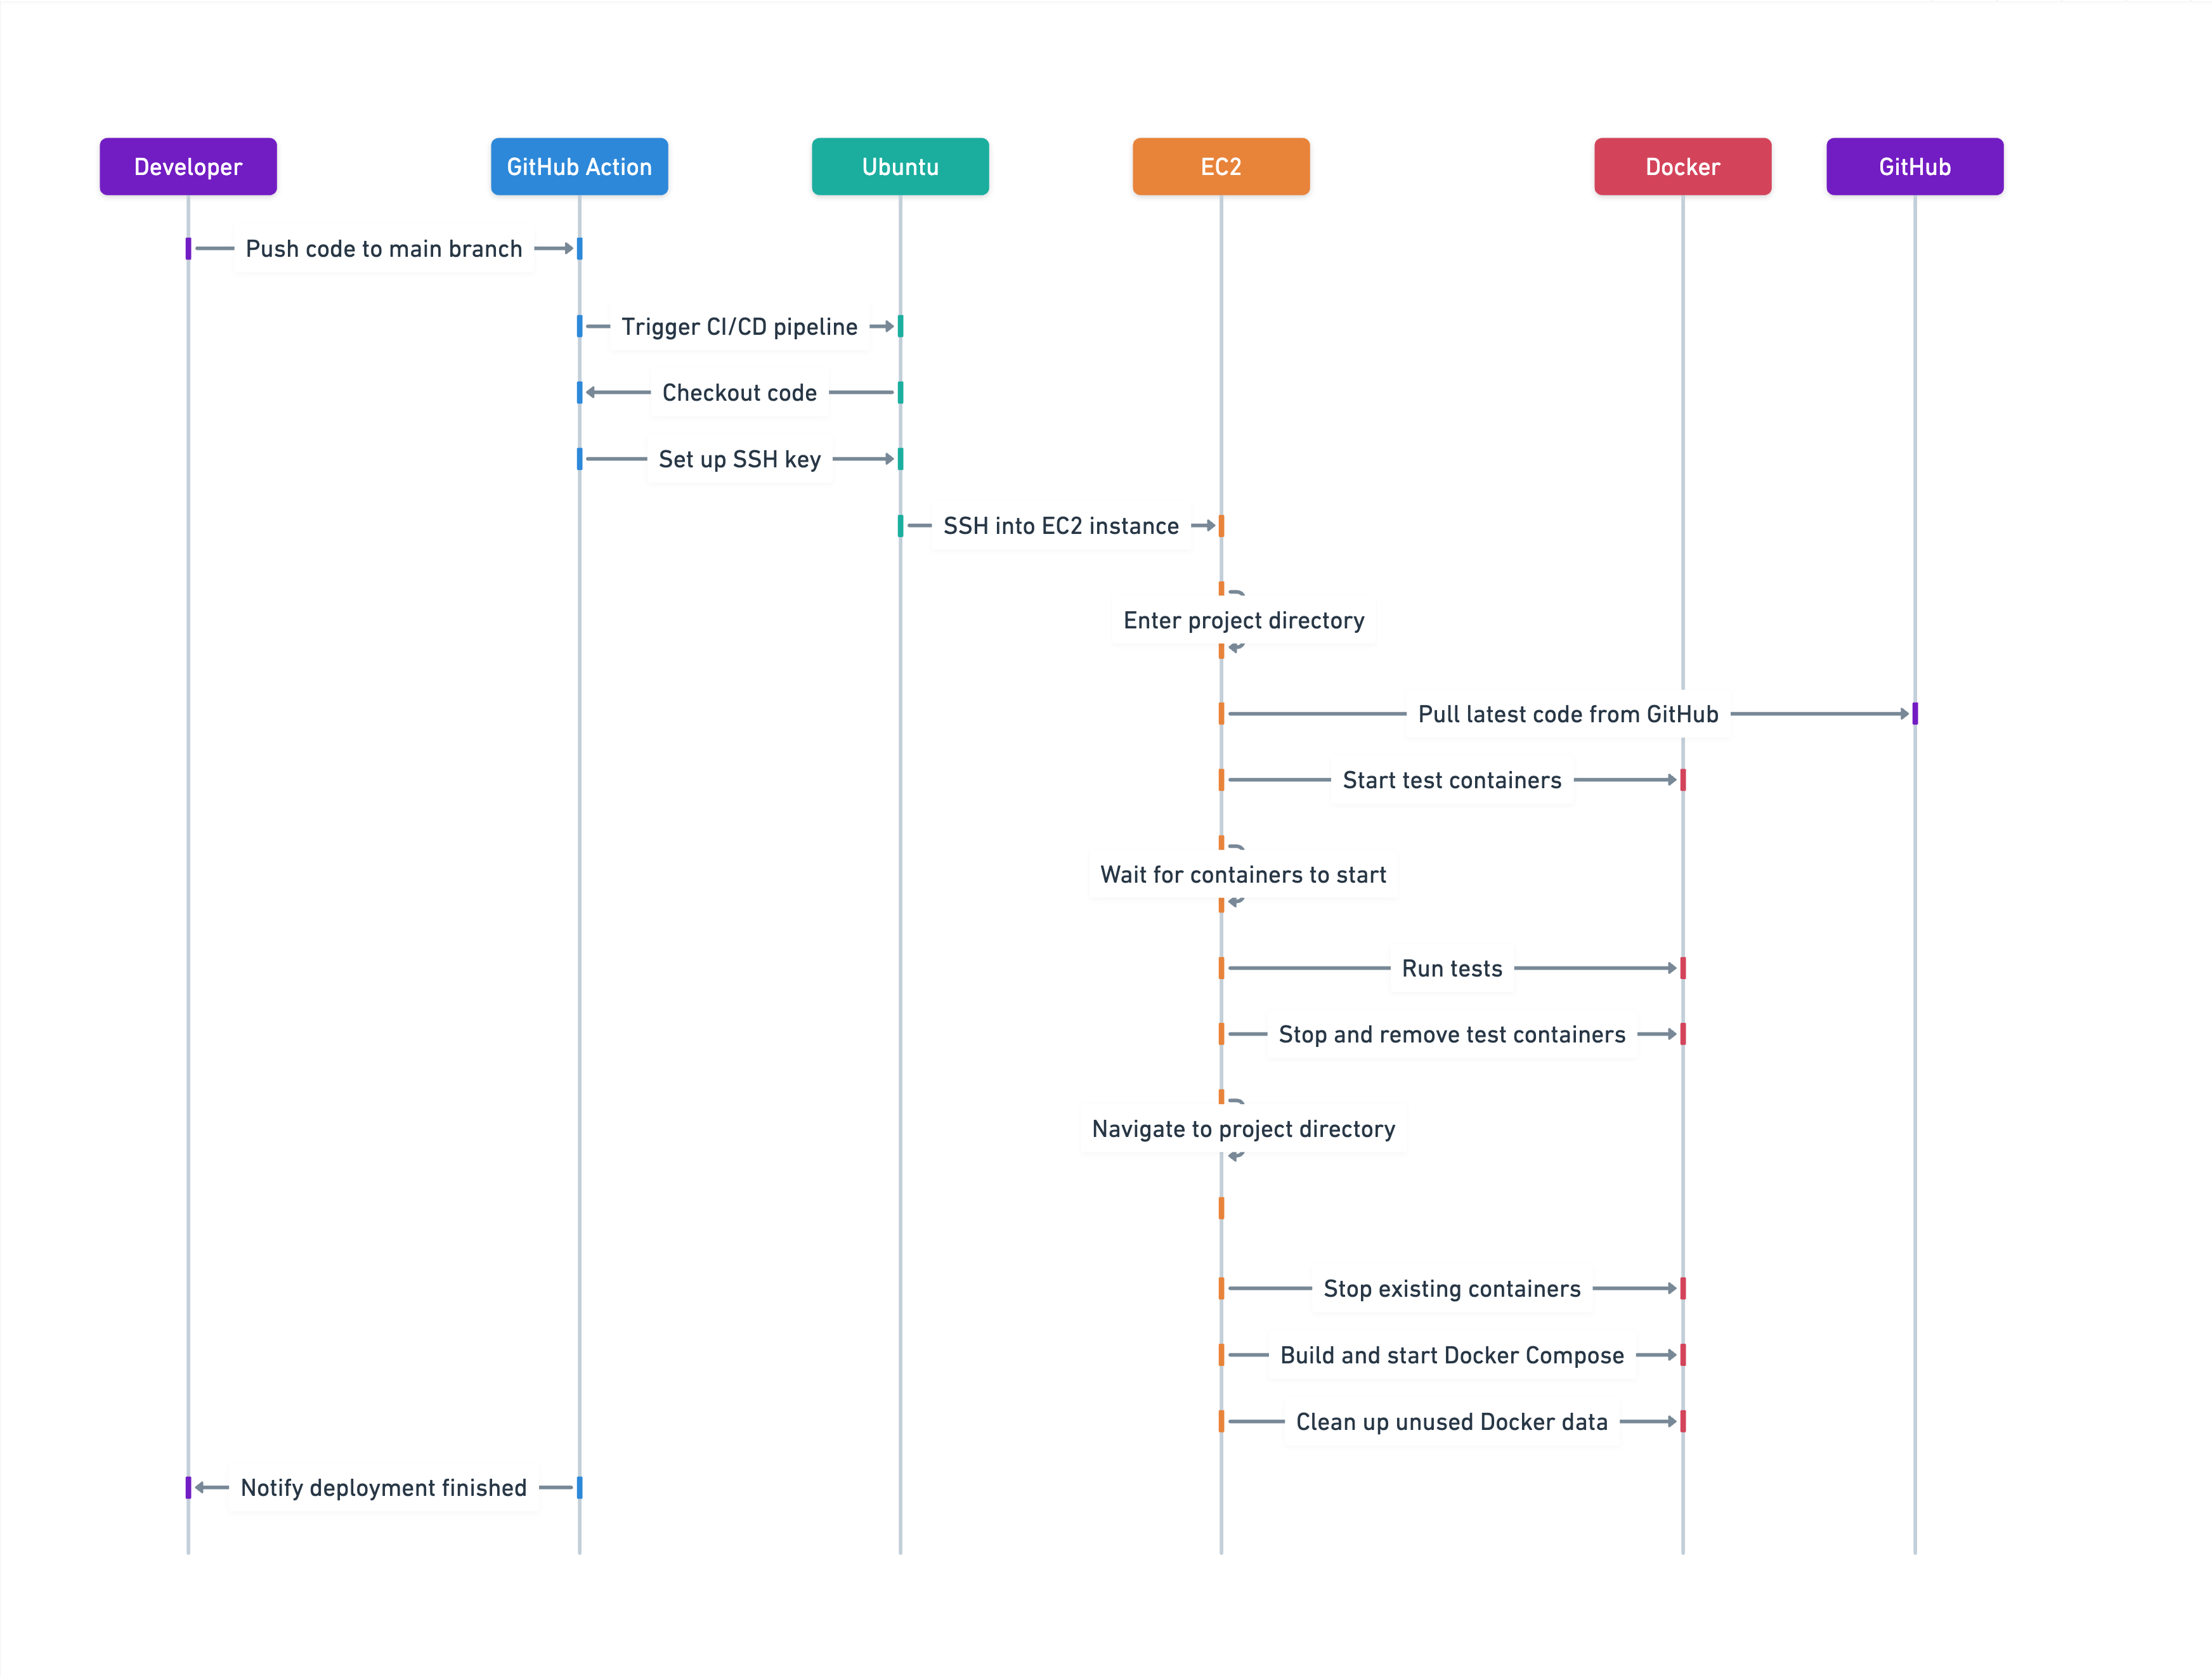 Developer
GitHub Action
Ubuntu
EC2
Docker
GitHub
Push code to main branch
Trigger CI/CD pipeline
Checkout code
Set up SSH key
SSH into EC2 instance
Enter project directory
Pull latest code from GitHub
Start test containers
Wait for containers to start
Run tests
Stop and remove test containers
Navigate to project directory
Stop existing containers
Build and start Docker Compose
Clean up unused Docker data
Notify deployment finished